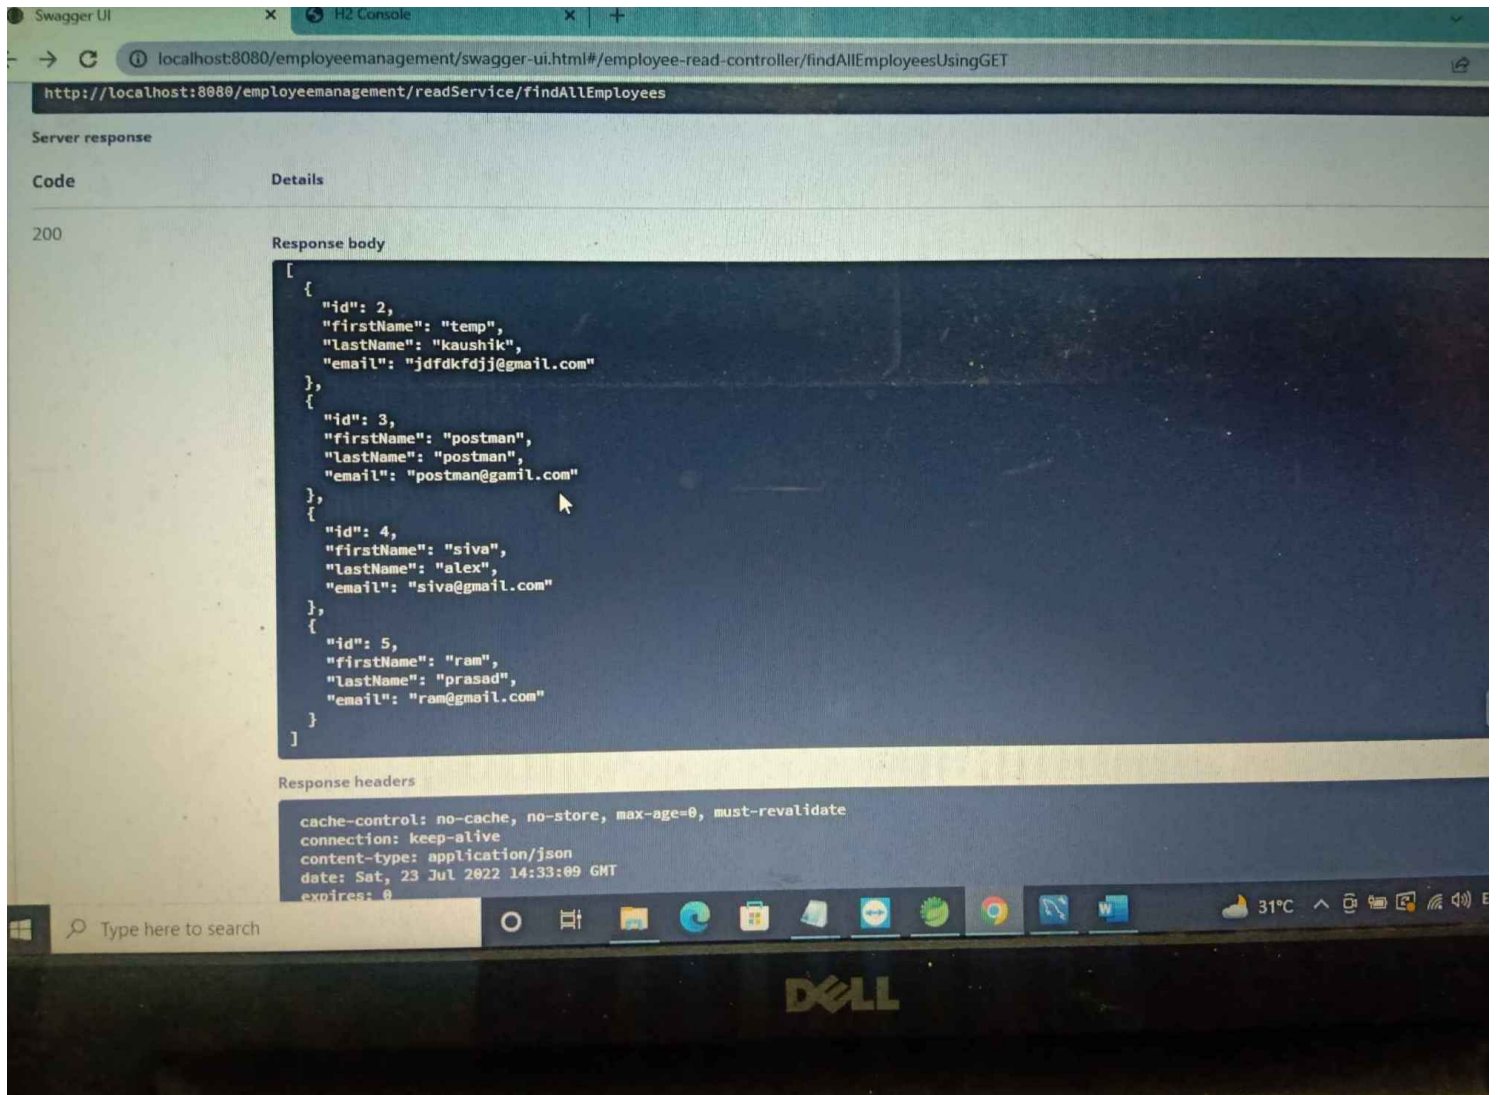 Swagger UI
H2 Console
localhost:8080/employeemanagement/swagger-ui.html#/employee-read-controller/findAllEmployeesUsingGET
http://localhost:8080/employeemanagement/readService/findAllEmployees
Server response
Code Details
200
Response body
[
{
"id": 2,
"firstName": "temp",
"lastName": "kaushik",
"email": "jdfdkfdjj@gmail.com"
},
{
"id": 3,
"firstName": "postman",
"lastName": "postman",
"email": "postman@gamil.com"
},
{
"id": 4,
"firstName": "siva",
"lastName": "alex",
"email": "siva@gmail.com"
},
{
"id": 5,
"firstName": "ram",
"lastName": "prasad",
"email": "ram@gmail.com"
}
]
Response headers
cache-control: no-cache, no-store, max-age=0, must-revalidate
connection: keep-alive
content-type: application/json
date: Sat, 23 Jul 2022 14:33:09 GMT
expires: 0
Type here to search
W
31°C
DELL